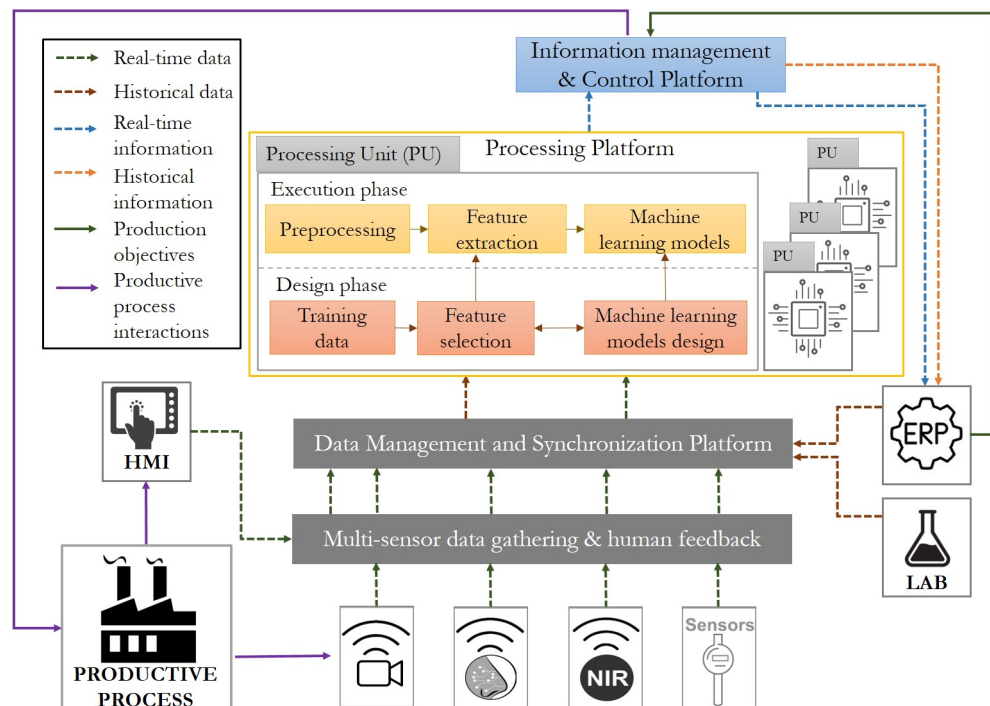 Real-time data
Historical data
Real-time
information
Historical
information
Production
objectives
Productive
process
interactions
Information management
& Control Platform
Processing Unit (PU)
Processing Platform
Execution phase
Preprocessing
Feature
extraction
Machine
learning models
Design phase
Training
data
Feature
selection
Machine learning
models design
PU
PU
PU
HMI
Data Management and Synchronization Platform
ERP
Multi-sensor data gathering & human feedback
LAB
PRODUCTIVE
PROCESS
NIR
Sensors